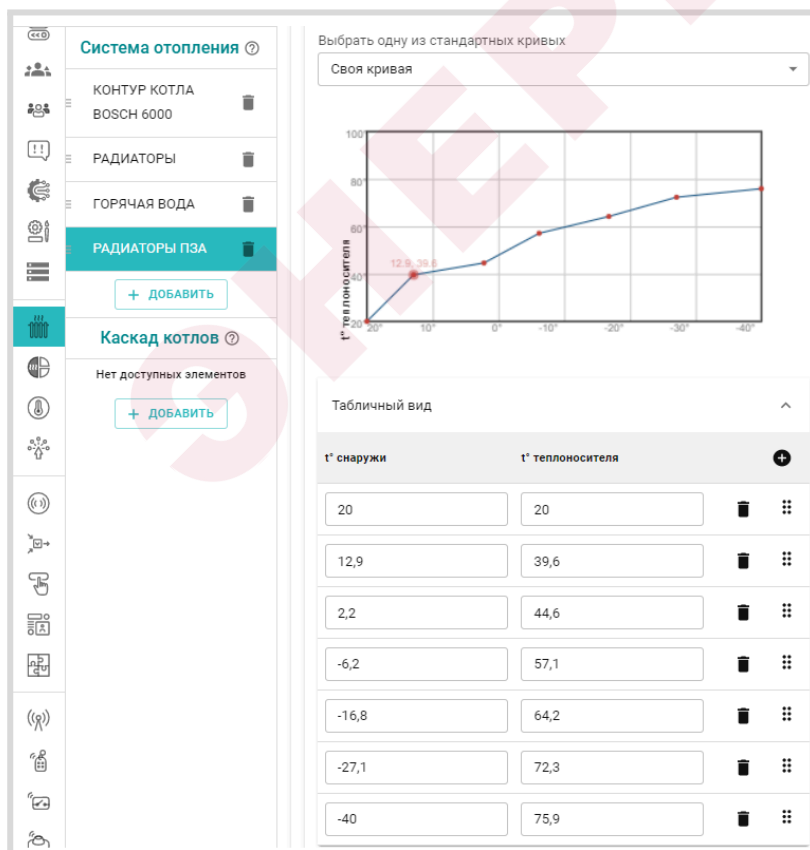 Система отопления
КОНТУР КОТЛА
BOSCH 6000
РАДИАТОРЫ
ГОРЯЧАЯ ВОДА
РАДИАТОРЫ ПЗА
+ ДОБАВИТЬ
Каскад котлов
Нет доступных элементов
+ ДОБАВИТЬ
Выбрать одну из стандартных кривых
Своя кривая
t° теплоносителя
100°
80°
60°
40°
20°
12.9, 39.6
20° 10° 0° -10° -20° -30° -40°
Табличный вид
t° снаружи t° теплоносителя
20 20
12,9 39,6
2,2 44,6
-6,2 57,1
-16,8 64,2
-27,1 72,3
-40 75,9
ЭНЕР